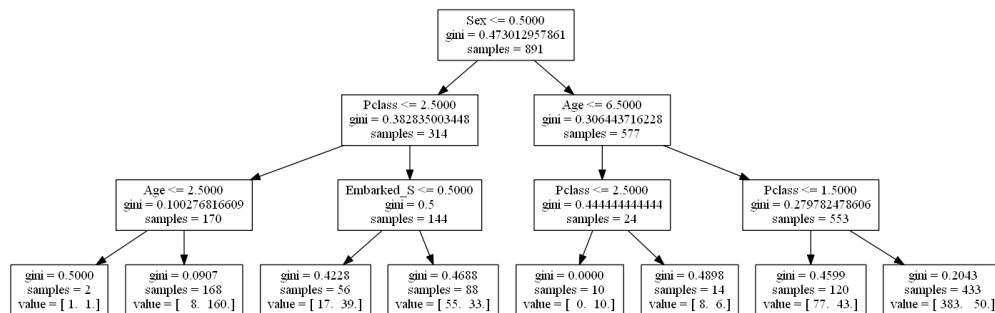 Sex <= 0.5000
gini = 0.473012957861
samples = 891
Pclass <= 2.5000
gini = 0.382835003448
samples = 314
Age <= 6.5000
gini = 0.306443716228
samples = 577
Age <= 2.5000
gini = 0.100276816609
samples = 170
Embarked_S <= 0.5000
gini = 0.5
samples = 144
Pclass <= 2.5000
gini = 0.444444444444
samples = 24
Pclass <= 1.5000
gini = 0.279782478606
samples = 553
gini = 0.5000
samples = 2
value = [ 1. 1.]
gini = 0.0907
samples = 168
value = [ 8. 160.]
gini = 0.4228
samples = 56
value = [ 17. 39.]
gini = 0.4688
samples = 88
value = [ 55. 33.]
gini = 0.0000
samples = 10
value = [ 0. 10.]
gini = 0.4898
samples = 14
value = [ 8. 6.]
gini = 0.4599
samples = 120
value = [ 77. 43.]
gini = 0.2043
samples = 433
value = [ 383. 50.]